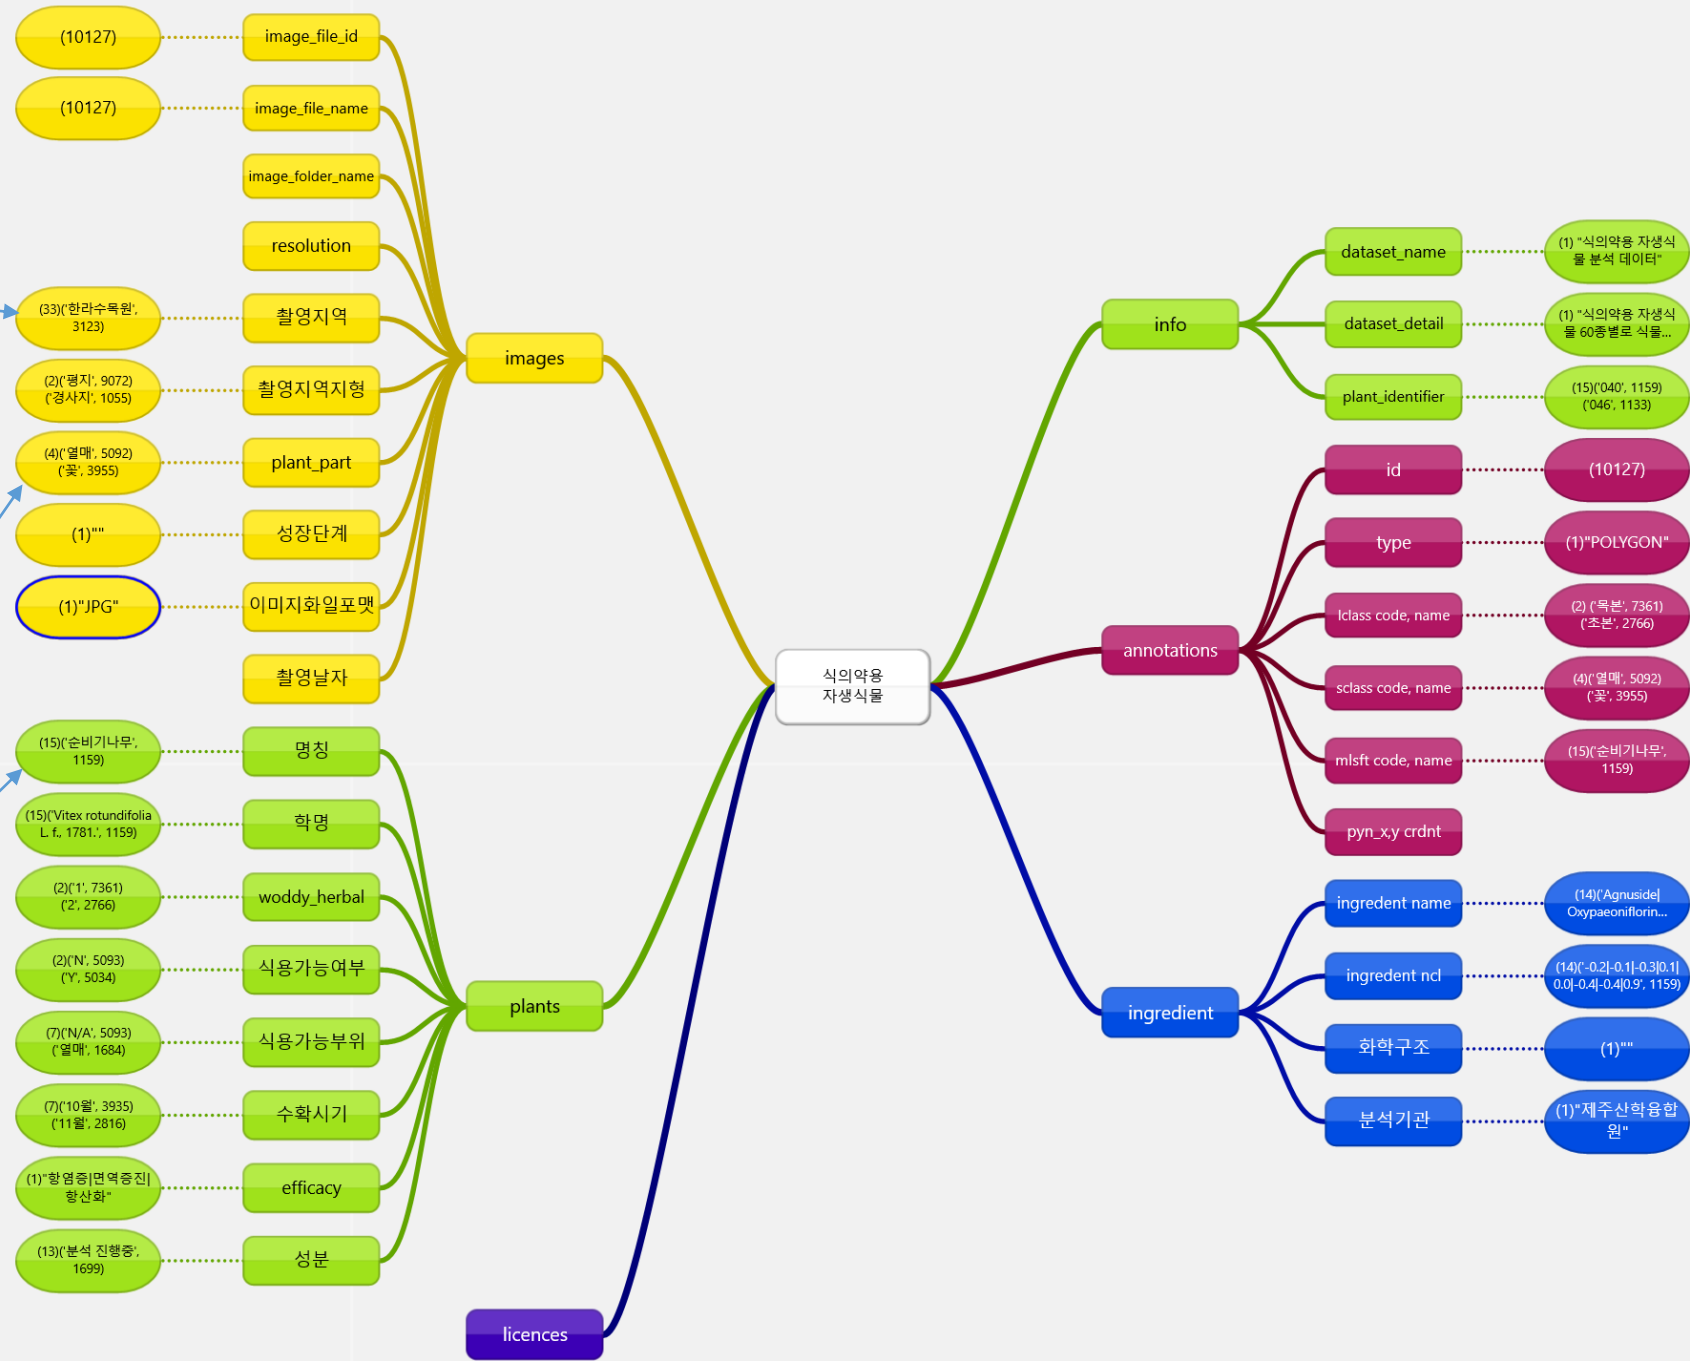 (10127)
image_file_id
(10127)
image_file_name
image_folder_name
resolution
(33)('한라수목원',
3123)
촬영지역
(2)('평지', 9072)
('경사지', 1055)
촬영지역지형
(4)('열매', 5092)
('꽃', 3955)
plant_part
(1)""
성장단계
(1)"JPG"
이미지화일포맷
촬영날자
images
(15)('순비기나무',
1159)
명칭
(15)('Vitex rotundifolia
L. f., 1781.', 1159)
학명
(2)('1', 7361)
('2', 2766)
woddy_herbal
(2)('N', 5093)
('Y', 5034)
식용가능여부
(7)('N/A', 5093)
('열매', 1684)
식용가능부위
(7)('10월', 3935)
('11월', 2816)
수확시기
(1)"항염증|면역증진|
항산화"
efficacy
(13)('분석 진행중',
1699)
성분
plants
licences
식의약용
자생식물
info
dataset_name
(1) "식의약용 자생식
물 분석 데이터"
dataset_detail
(1) "식의약용 자생식
물 60종별로 식물...
plant_identifier
(15)('040', 1159)
('046', 1133)
annotations
id
(10127)
type
(1)"POLYGON"
lclass code, name
(2) ('목본', 7361)
('초본', 2766)
sclass code, name
(4)('열매', 5092)
('꽃', 3955)
mlsft code, name
(15)('순비기나무',
1159)
pyn_x,y crdnt
ingredient
ingredent name
(14)('Agnuside|
Oxypaeoniflorin...
ingredent ncl
(14)('-0.2|-0.1|-0.3|0.1|
0.0|-0.4|-0.4|0.9', 1159)
화학구조
(1)""
분석기관
(1)"제주산학융합
원"